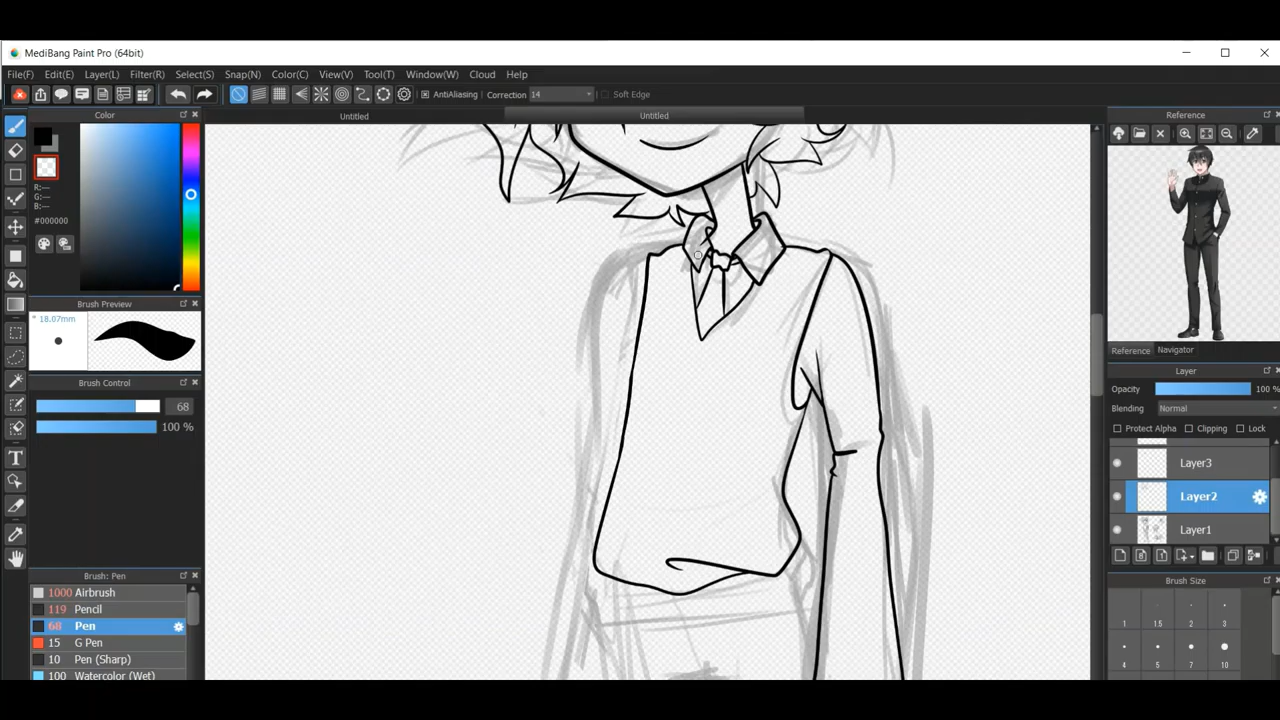 MediBang Paint Pro (64bit)
File(F) Edit(E) Layer(L) Filter(R) Select(S) Snap(N) Color(C) View(V) Tool(T) Window(W) Cloud Help
AntiAliasing Correction 14 Soft Edge
Color
Untitled
Untitled
Reference
R:---
G:---
B:---
#000000
Brush Preview
* 18.07mm
Reference Navigator
Brush Control
Layer
68
100 %
Opacity 100 %
Blending Normal
Protect Alpha Clipping Lock
Layer3
Layer2
Layer1
Brush: Pen
1000 Airbrush
119 Pencil
68 Pen
15 G Pen
10 Pen (Sharp)
100 Watercolor (Wet)
Brush Size
1 1.5 2 3
4 5 7 10